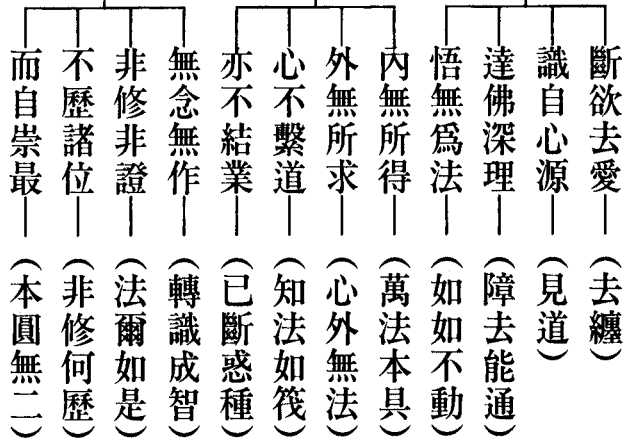 斷欲去愛——（去纏）
識自心源——（見道）
達佛深理——（障去能通）
悟無爲法——（如如不動）
內無所得——（萬法本具）
外無所求——（心外無法）
心不繫道——（知法如筏）
亦不結業——（已斷惑種）
無念無作——（轉識成智）
非修非證——（法爾如是）
不歷諸位——（非修何歷）
而自崇最——（本圓無二）